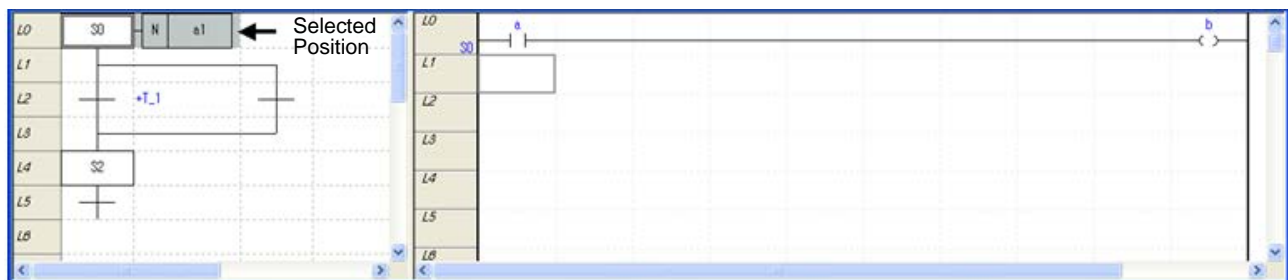 L0 S0 N a1 Selected Position
L1
L2 +T_1
L3
L4 S2
L5
L6
L0 a b
S0
L1
L2
L3
L4
L5
L6